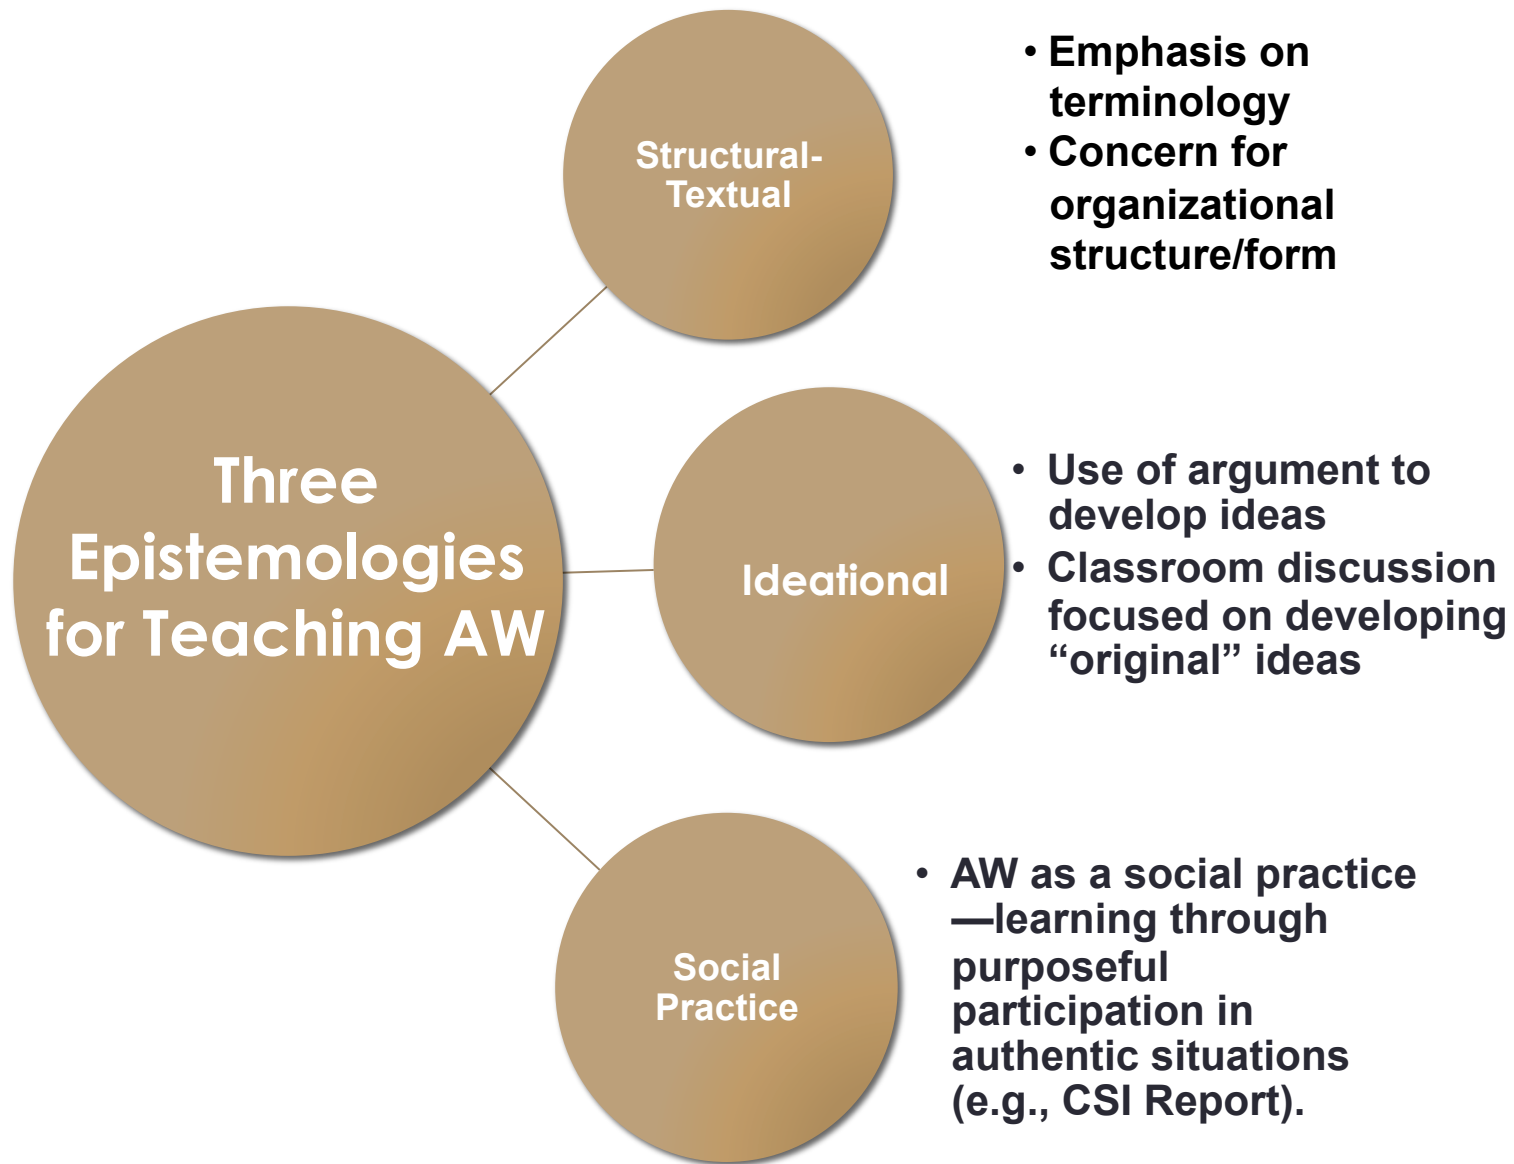 Three
Epistemologies
for Teaching AW
Structural-
Textual
• Emphasis on
terminology
• Concern for
organizational
structure/form
Ideational
• Use of argument to
develop ideas
• Classroom discussion
focused on developing
“original” ideas
Social
Practice
• AW as a social practice
—learning through
purposeful
participation in
authentic situations
(e.g., CSI Report).